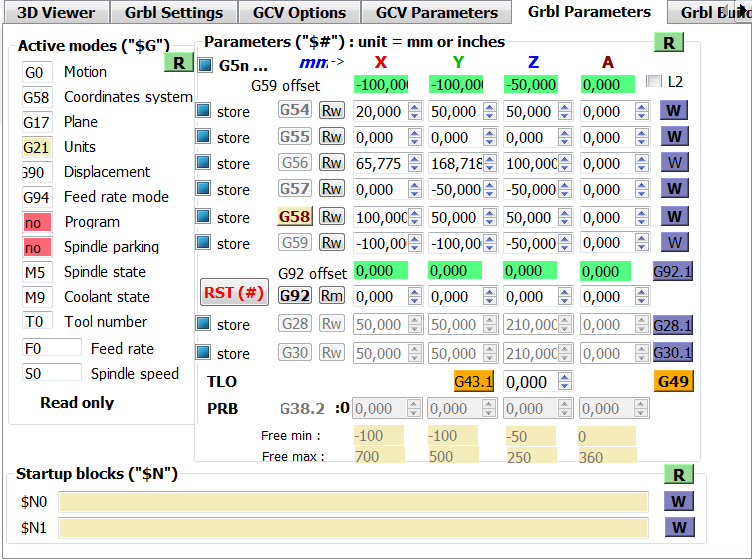 3D Viewer Grbl Settings GCV Options GCV Parameters Grbl Parameters
Active modes ("$G") R
G0 Motion
G58 Coordinates system
G17 Plane
G21 Units
G90 Displacement
G94 Feed rate mode
no Program
no Spindle parking
M5 Spindle state
M9 Coolant state
T0 Tool number
F0 Feed rate
S0 Spindle speed
Read only
Parameters ("$#") : unit = mm or inches R
G5n ... mm -> X Y Z A
G59 offset -100,000 -100,000 -50,000 0,000 L2
store G54 Rw 20,000 50,000 50,000 0,000 W
store G55 Rw 0,000 0,000 0,000 0,000 W
store G56 Rw 65,775 168,718 100,000 0,000 W
store G57 Rw 0,000 -50,000 -50,000 0,000 W
store G58 Rw 100,000 50,000 50,000 0,000 W
store G59 Rw -100,000 -100,000 -50,000 0,000 W
G92 offset 0,000 0,000 0,000 0,000 G92.1
RST (#) G92 Rm 0,000 0,000 0,000 0,000
store G28 Rw 50,000 50,000 210,000 0,000 G28.1
store G30 Rw 50,000 50,000 210,000 0,000 G30.1
TLO G43.1 0,000 G49
PRB G38.2 :0 0,000 0,000 0,000 0,000
Free min : -100 -100 -50 0
Free max : 700 500 250 360
Startup blocks ("$N") R
$N0 W
$N1 W